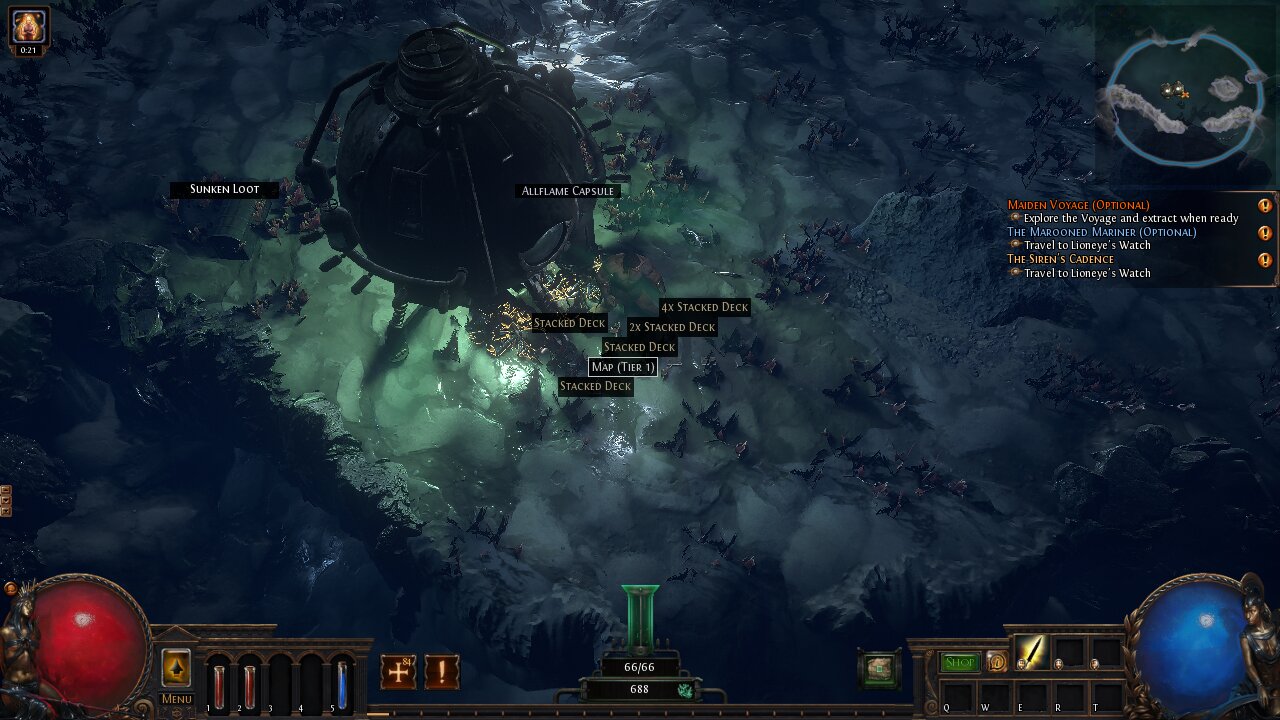 0:21
Sunken Loot
Allflame Capsule
Maiden Voyage (Optional)
Explore the Voyage and extract when ready
The Marooned Mariner (Optional)
Travel to Lioneye's Watch
The Siren's Cadence
Travel to Lioneye's Watch
4x Stacked Deck
Stacked Deck
2x Stacked Deck
Stacked Deck
Map (Tier 1)
Stacked Deck
66/66
688
Menu
1 2 3 4 5
Shop
Q W E R T